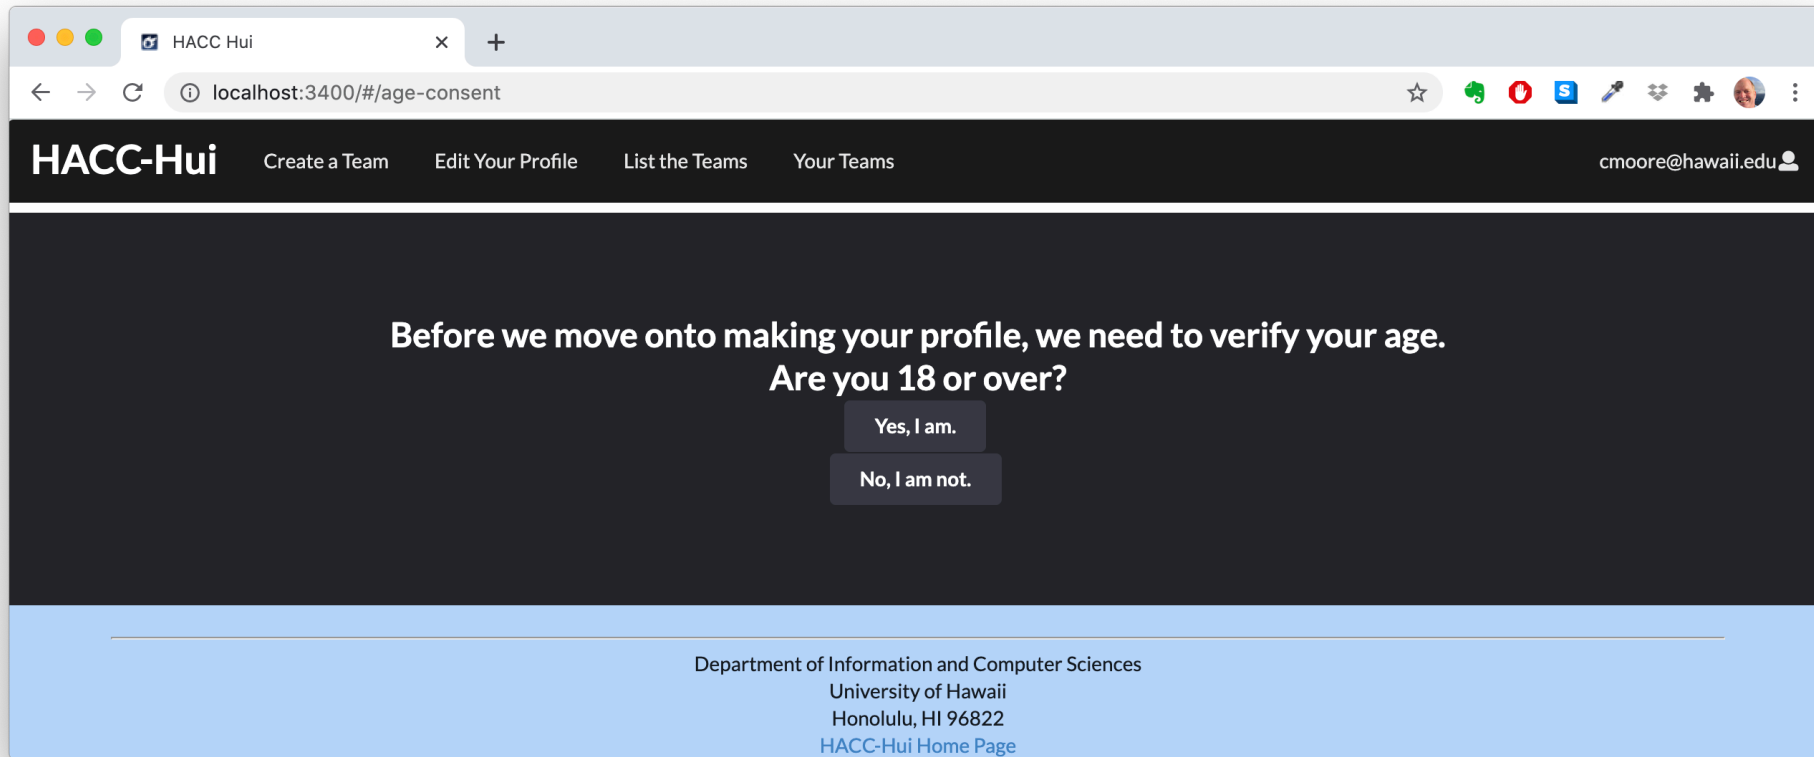 HACC Hui
localhost:3400/#/age-consent
S
HACC-Hui Create a Team Edit Your Profile List the Teams Your Teams cmoore@hawaii.edu
Before we move onto making your profile, we need to verify your age.
Are you 18 or over?
Yes, I am.
No, I am not.
Department of Information and Computer Sciences
University of Hawaii
Honolulu, HI 96822
HACC-Hui Home Page